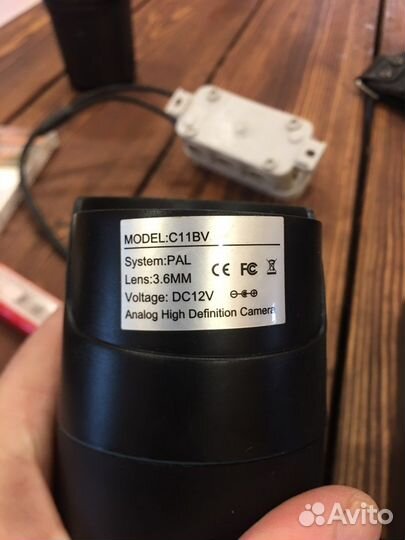 MODEL:C11BV
System:PAL
Lens:3.6MM
CE FC
Voltage: DC12V
Analog High Definition Camera
Avito